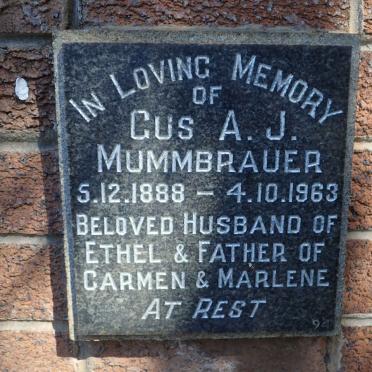 IN LOVING MEMORY
OF
GUS A. J.
MUMMBRAUER
5.12.1888 – 4.10.1963
BELOVED HUSBAND OF
ETHEL & FATHER OF
CARMEN & MARLENE
AT REST